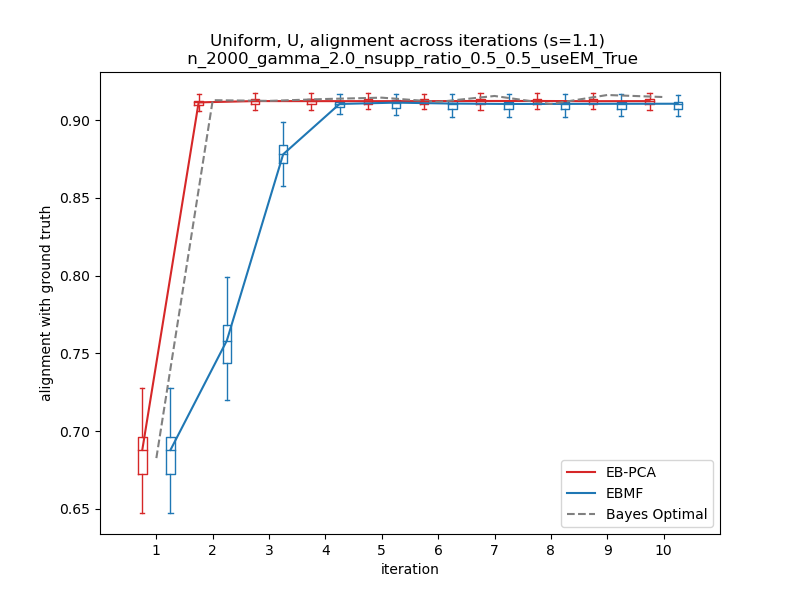 Uniform, U, alignment across iterations (s=1.1)
n_2000_gamma_2.0_nsupp_ratio_0.5_0.5_useEM_True
alignment with ground truth
0.90
0.85
0.80
0.75
0.70
0.65
EB-PCA
EBMF
Bayes Optimal
1 2 3 4 5 6 7 8 9 10
iteration